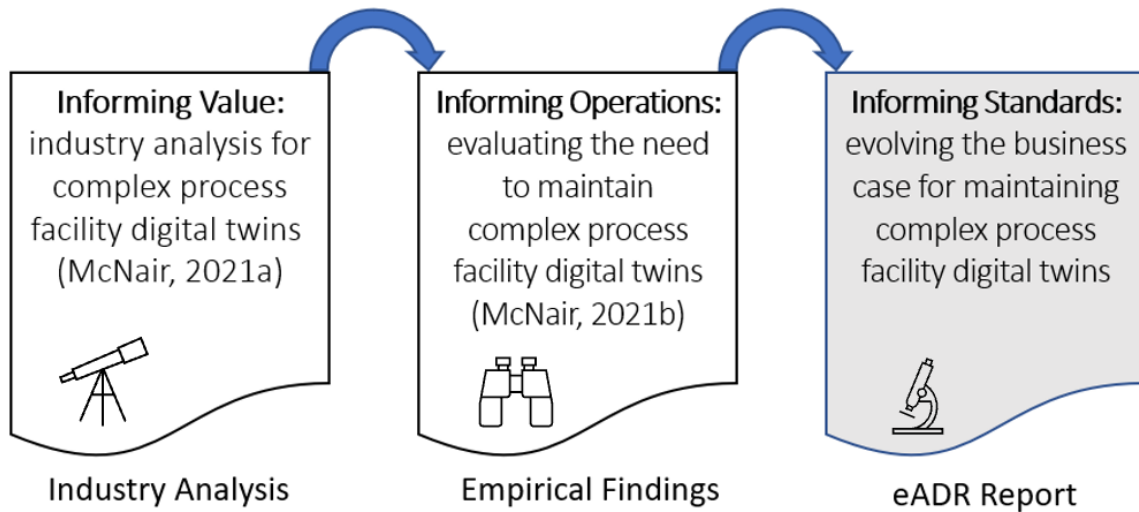 Informing Value:
industry analysis for
complex process
facility digital twins
(McNair, 2021a)
Industry Analysis
Informing Operations:
evaluating the need
to maintain
complex process
facility digital twins
(McNair, 2021b)
Empirical Findings
Informing Standards:
evolving the business
case for maintaining
complex process
facility digital twins
eADR Report